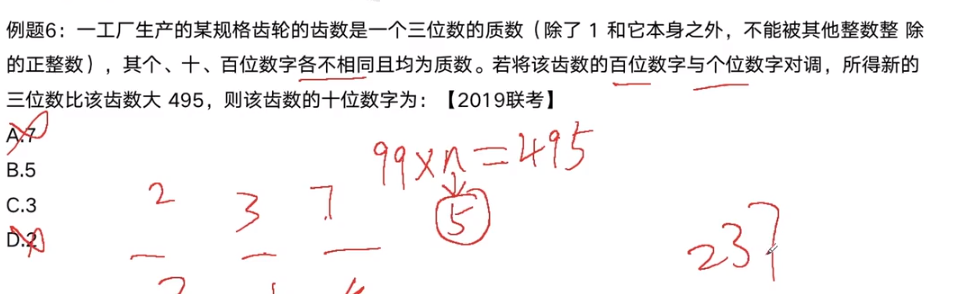 例题6：一工厂生产的某规格齿轮的齿数是一个三位数的质数（除了 1 和它本身之外，不能被其他整数整 除
的正整数），其个、十、百位数字各不相同且均为质数。若将该齿数的百位数字与个位数字对调，所得新的
三位数比该齿数大 495，则该齿数的十位数字为：【2019联考】
A.7
99×n=495
B.5
2 3 7
5
C.3
D.2
237